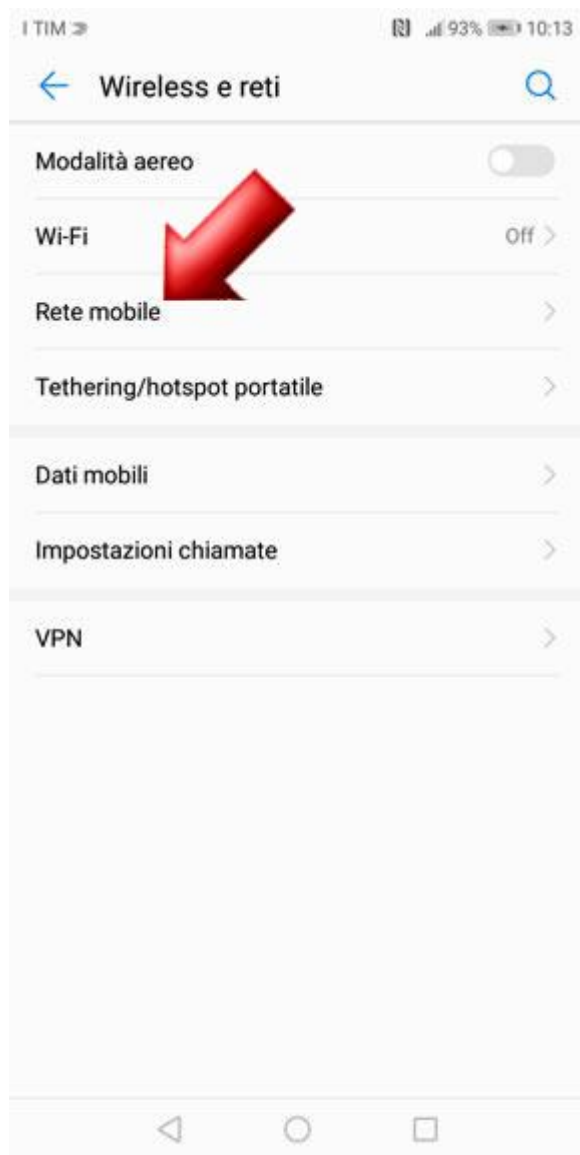 I TIM
93% 10:13
Wireless e reti
Modalità aereo
Wi-Fi Off
Rete mobile
Tethering/hotspot portatile
Dati mobili
Impostazioni chiamate
VPN